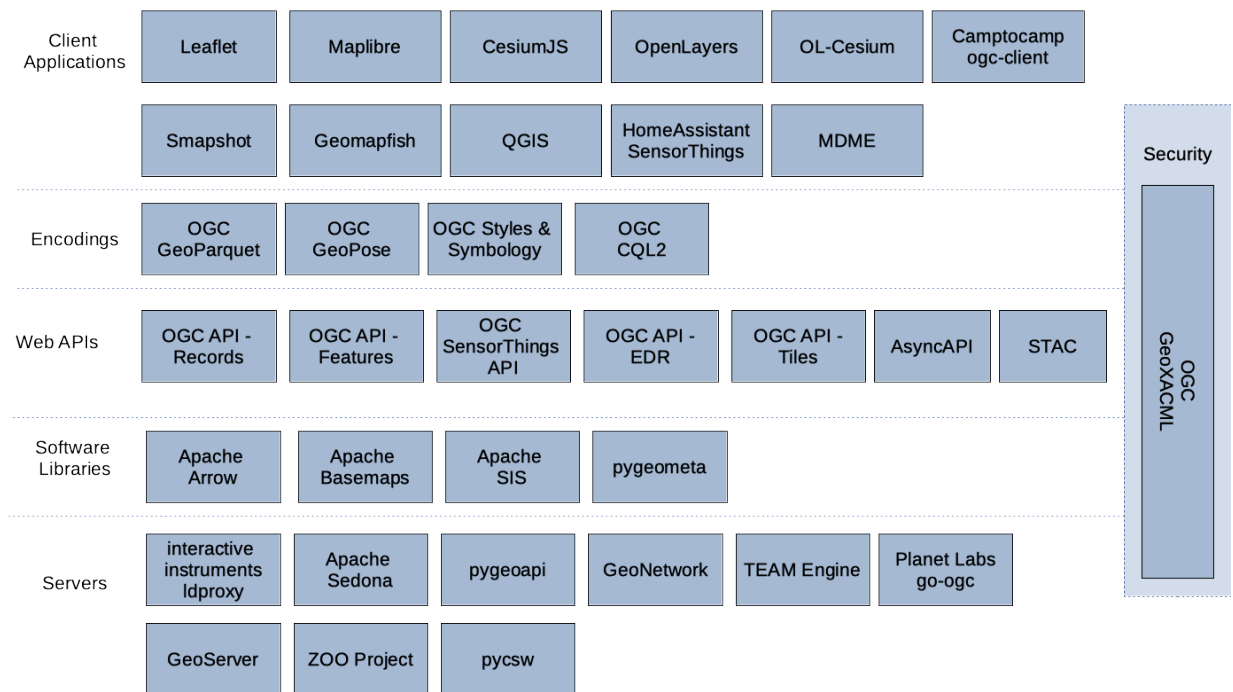 Client
Applications
Leaflet
Maplibre
CesiumJS
OpenLayers
OL-Cesium
Camptocamp
ogc-client
Smapshot
Geomapfish
QGIS
HomeAssistant
SensorThings
MDME
Security
OGC
GeoXACML
Encodings
OGC
GeoParquet
OGC
GeoPose
OGC Styles &
Symbology
OGC
CQL2
Web APIs
OGC API -
Records
OGC API -
Features
OGC
SensorThings
API
OGC API -
EDR
OGC API -
Tiles
AsyncAPI
STAC
Software
Libraries
Apache
Arrow
Apache
Basemaps
Apache
SIS
pygeometa
Servers
interactive
instruments
ldproxy
Apache
Sedona
pygeoapi
GeoNetwork
TEAM Engine
Planet Labs
go-ogc
GeoServer
ZOO Project
pycsw